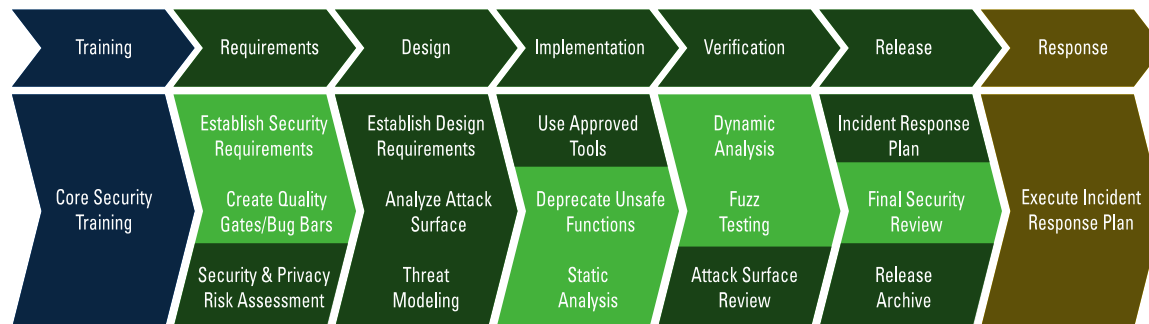 Training
Requirements
Design
Implementation
Verification
Release
Response
Core Security
Training
Establish Security
Requirements
Create Quality
Gates/Bug Bars
Security & Privacy
Risk Assessment
Establish Design
Requirements
Analyze Attack
Surface
Threat
Modeling
Use Approved
Tools
Deprecate Unsafe
Functions
Static
Analysis
Dynamic
Analysis
Fuzz
Testing
Attack Surface
Review
Incident Response
Plan
Final Security
Review
Release
Archive
Execute Incident
Response Plan